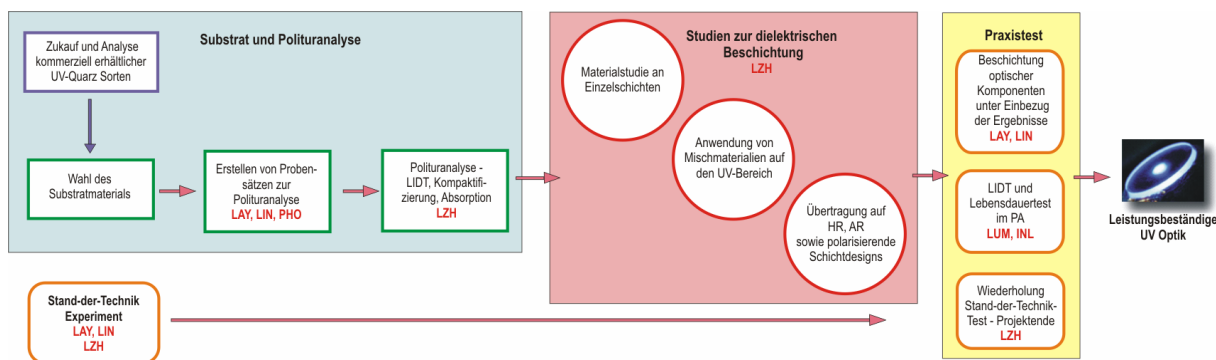 Substrat und Polituranalyse
Zukauf und Analyse
kommerziell erhältlicher
UV-Quarz Sorten
Wahl des
Substratmaterials
Erstellen von Proben-
sätzen zur
Polituranalyse
LAY, LIN, PHO
Polituranalyse -
LIDT, Kompaktifi-
zierung, Absorption
LZH
Stand-der-Technik
Experiment
LAY, LIN
LZH
Studien zur dielektrischen
Beschichtung
LZH
Materialstudie an
Einzelschichten
Anwendung von
Mischmaterialien auf
den UV-Bereich
Übertragung auf
HR, AR
sowie polarisierende
Schichtdesigns
Praxistest
Beschichtung
optischer
Komponenten
unter Einbezug
der Ergebnisse
LAY, LIN
LIDT und
Lebensdauertest
im PA
LUM, INL
Wiederholung
Stand-der-Technik-
Test - Projektende
LZH
Leistungsbeständige
UV Optik